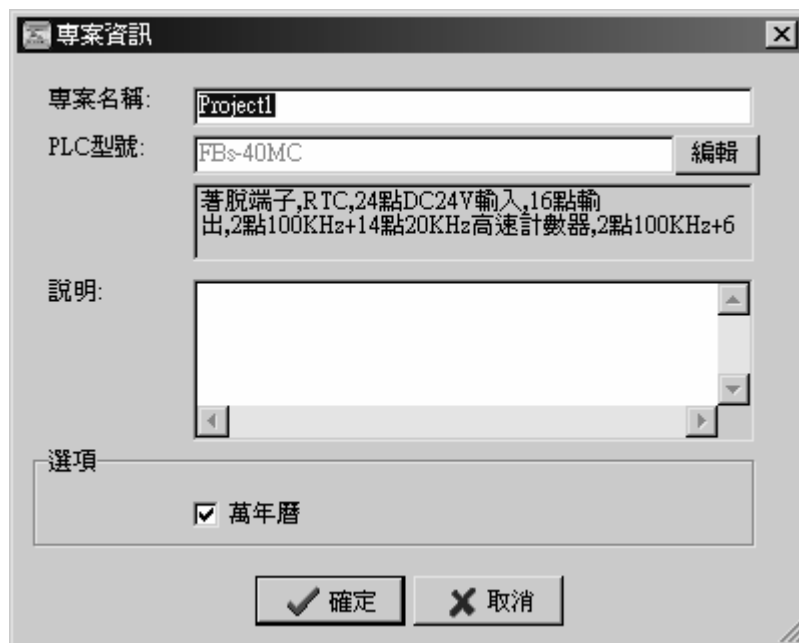 專案資訊
專案名稱:
Project1
PLC型號:
FBs-40MC
編輯
著脫端子,RTC,24點DC24V輸入,16點輸
出,2點100KHz+14點20KHz高速計數器,2點100KHz+6
說明:
選項
萬年曆
確定
取消